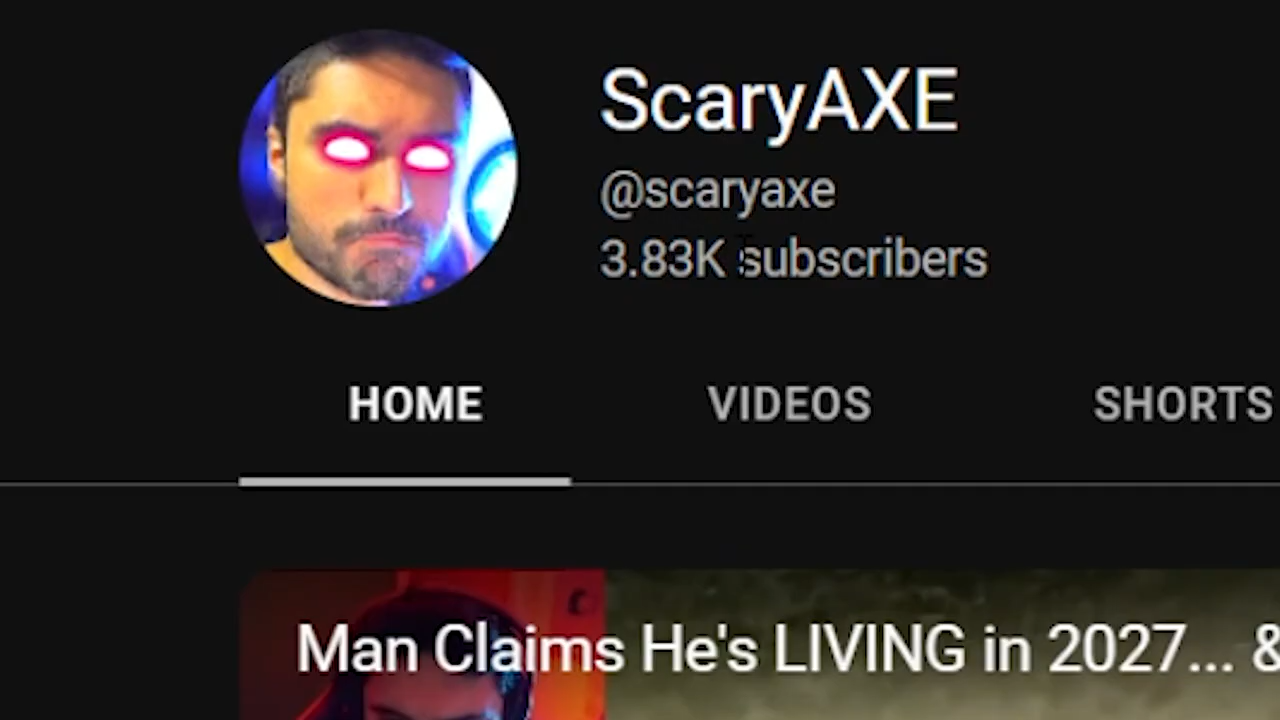 ScaryAXE
@scaryaxe
3.83K subscribers
HOME VIDEOS SHORTS
Man Claims He's LIVING in 2027... &